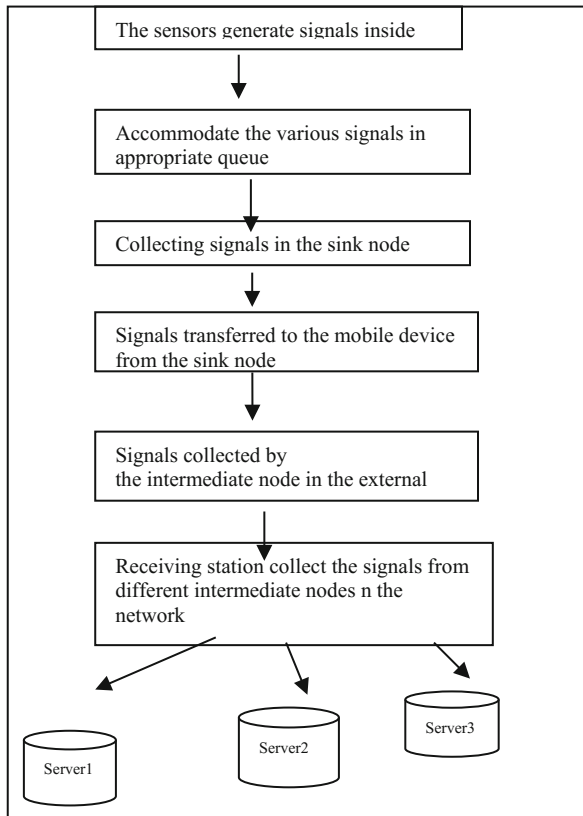 The sensors generate signals inside
Accommodate the various signals in
appropriate queue
Collecting signals in the sink node
Signals transferred to the mobile device
from the sink node
Signals collected by
the intermediate node in the external
Receiving station collect the signals from
different intermediate nodes n the
network
Server1
Server2
Server3